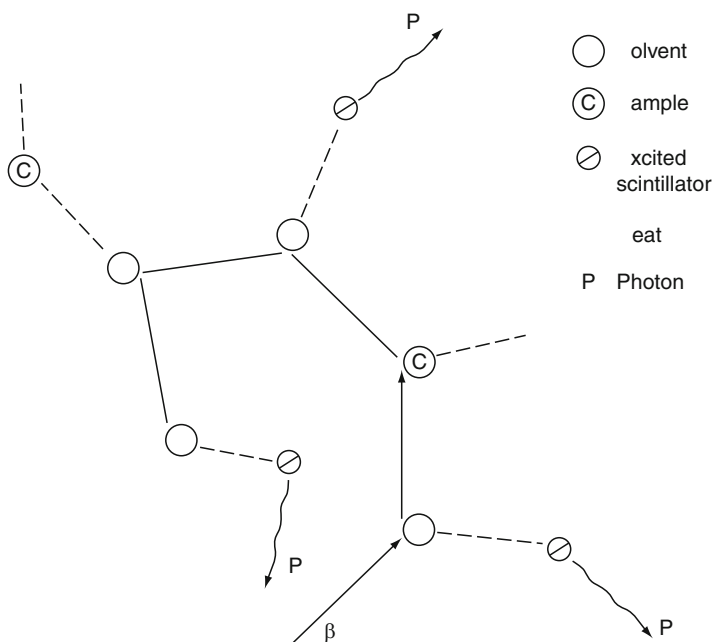 P
olvent
C ample
xcited
scintillator
C
eat
P Photon
C
P
β
P